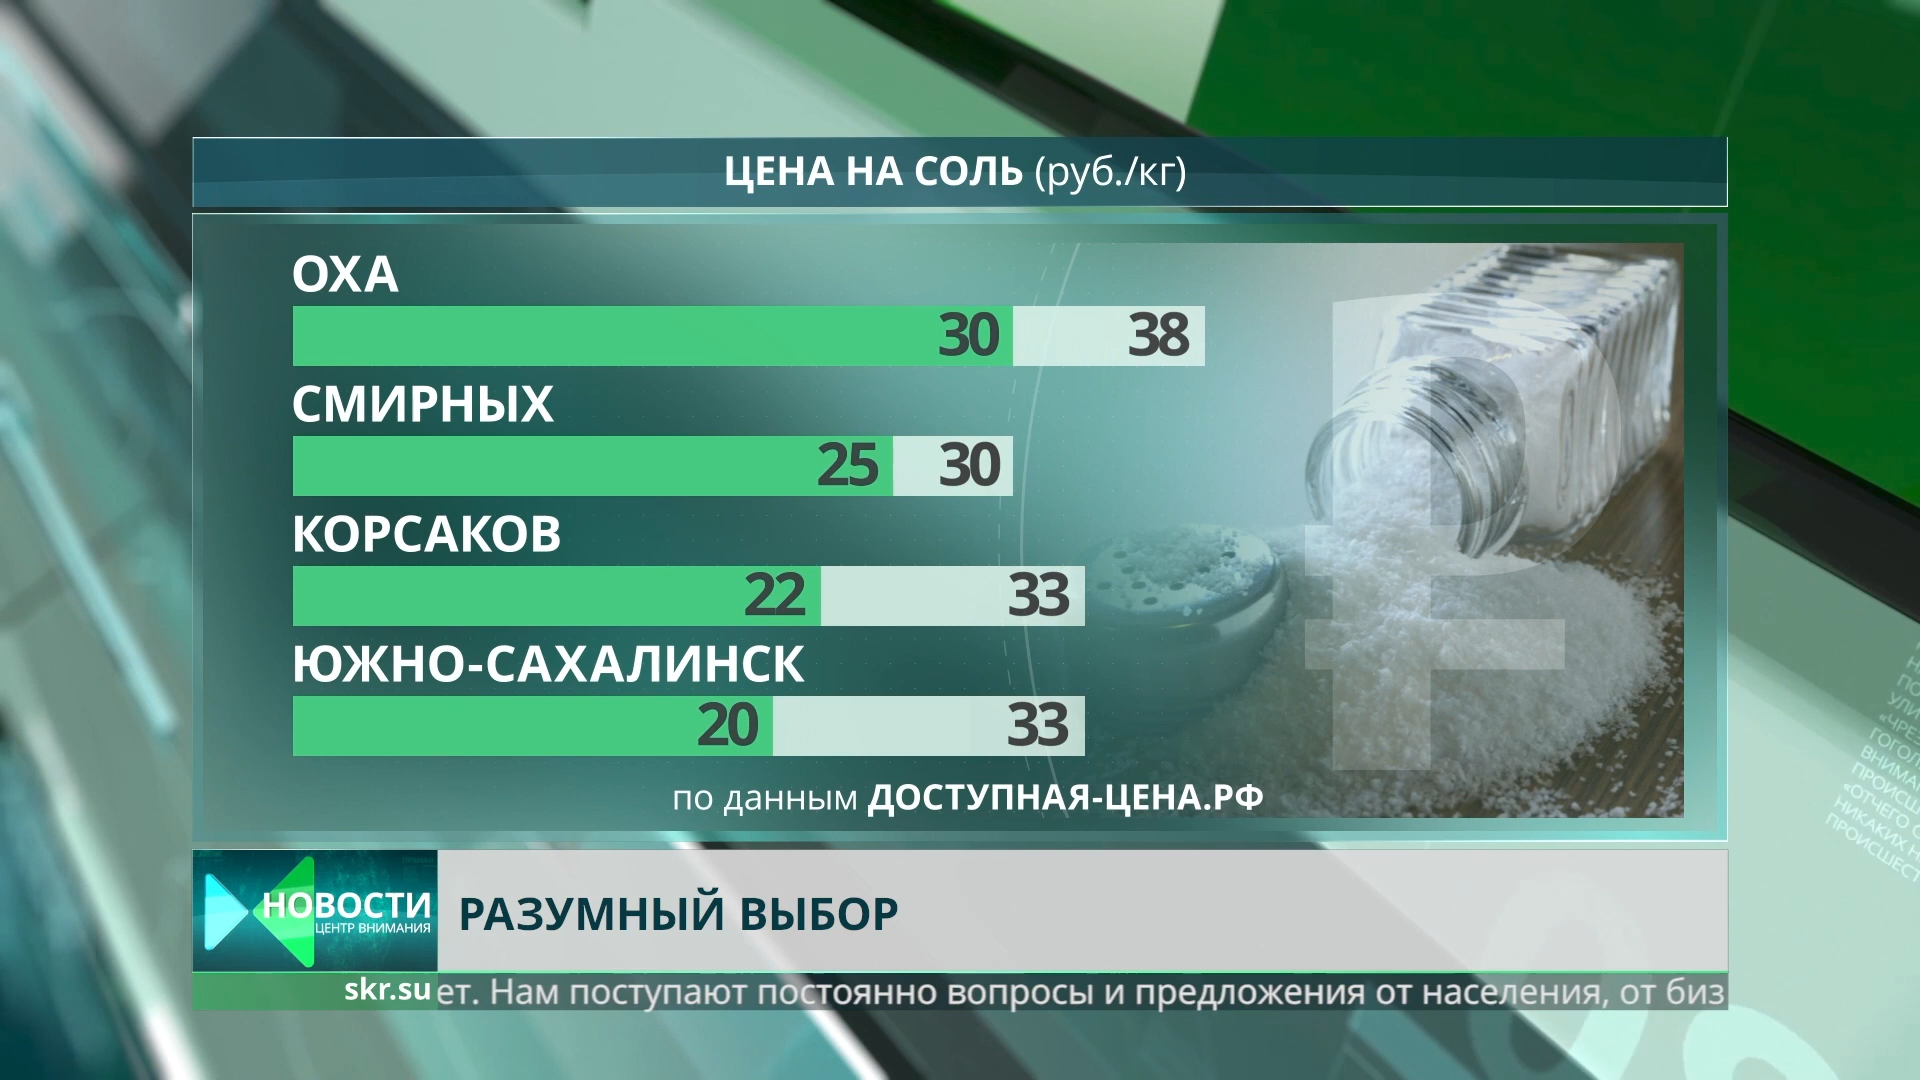 ЦЕНА НА СОЛЬ (руб./кг)
ОХА
30 38
СМИРНЫХ
25 30
КОРСАКОВ
22 33
ЮЖНО-САХАЛИНСК
20 33
по данным ДОСТУПНАЯ-ЦЕНА.РФ
НОВОСТИ
ЦЕНТР ВНИМАНИЯ
РАЗУМНЫЙ ВЫБОР
skr.su
ет. Нам поступают постоянно вопросы и предложения от населения, от биз